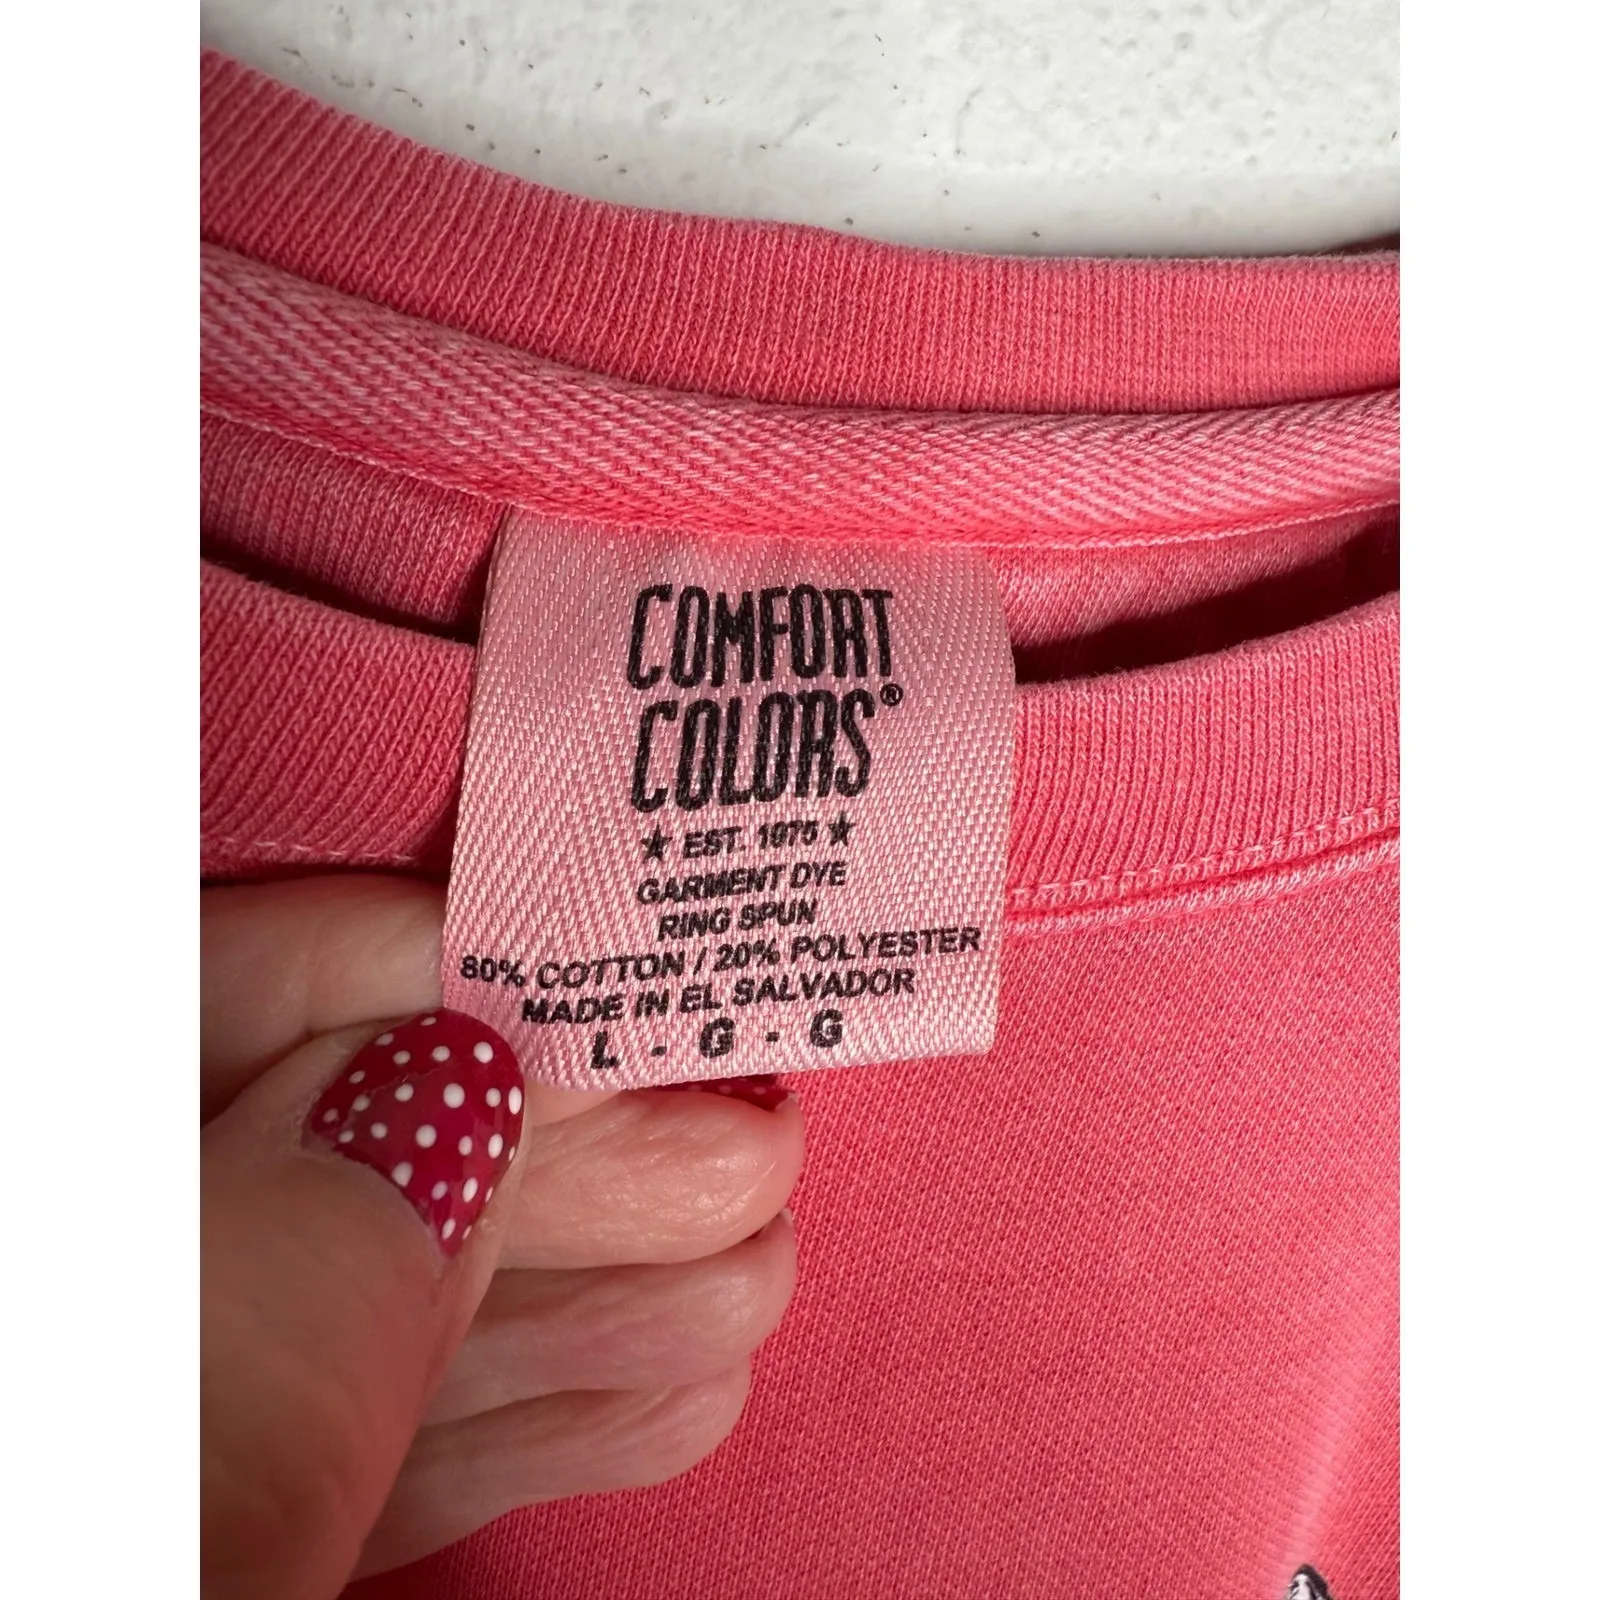 COMFORT
COLORS®
★ EST. 1975 ★
GARMENT DYE
RING SPUN
80% COTTON / 20% POLYESTER
MADE IN EL SALVADOR
L . G . G